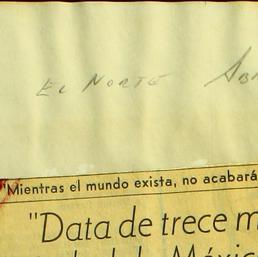 EL NORTE
"Mientras el mundo exista, no acabará
"Data de trece m